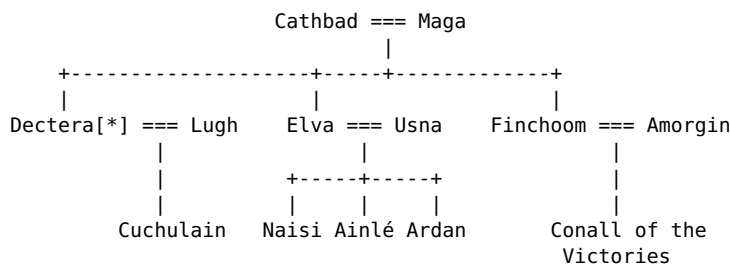 Cathbad === Maga
Dectera[*] === Lugh Elva === Usna Finchoom === Amorgin
Cuchulain Naisi Ainlé Ardan Conall of the
Victories